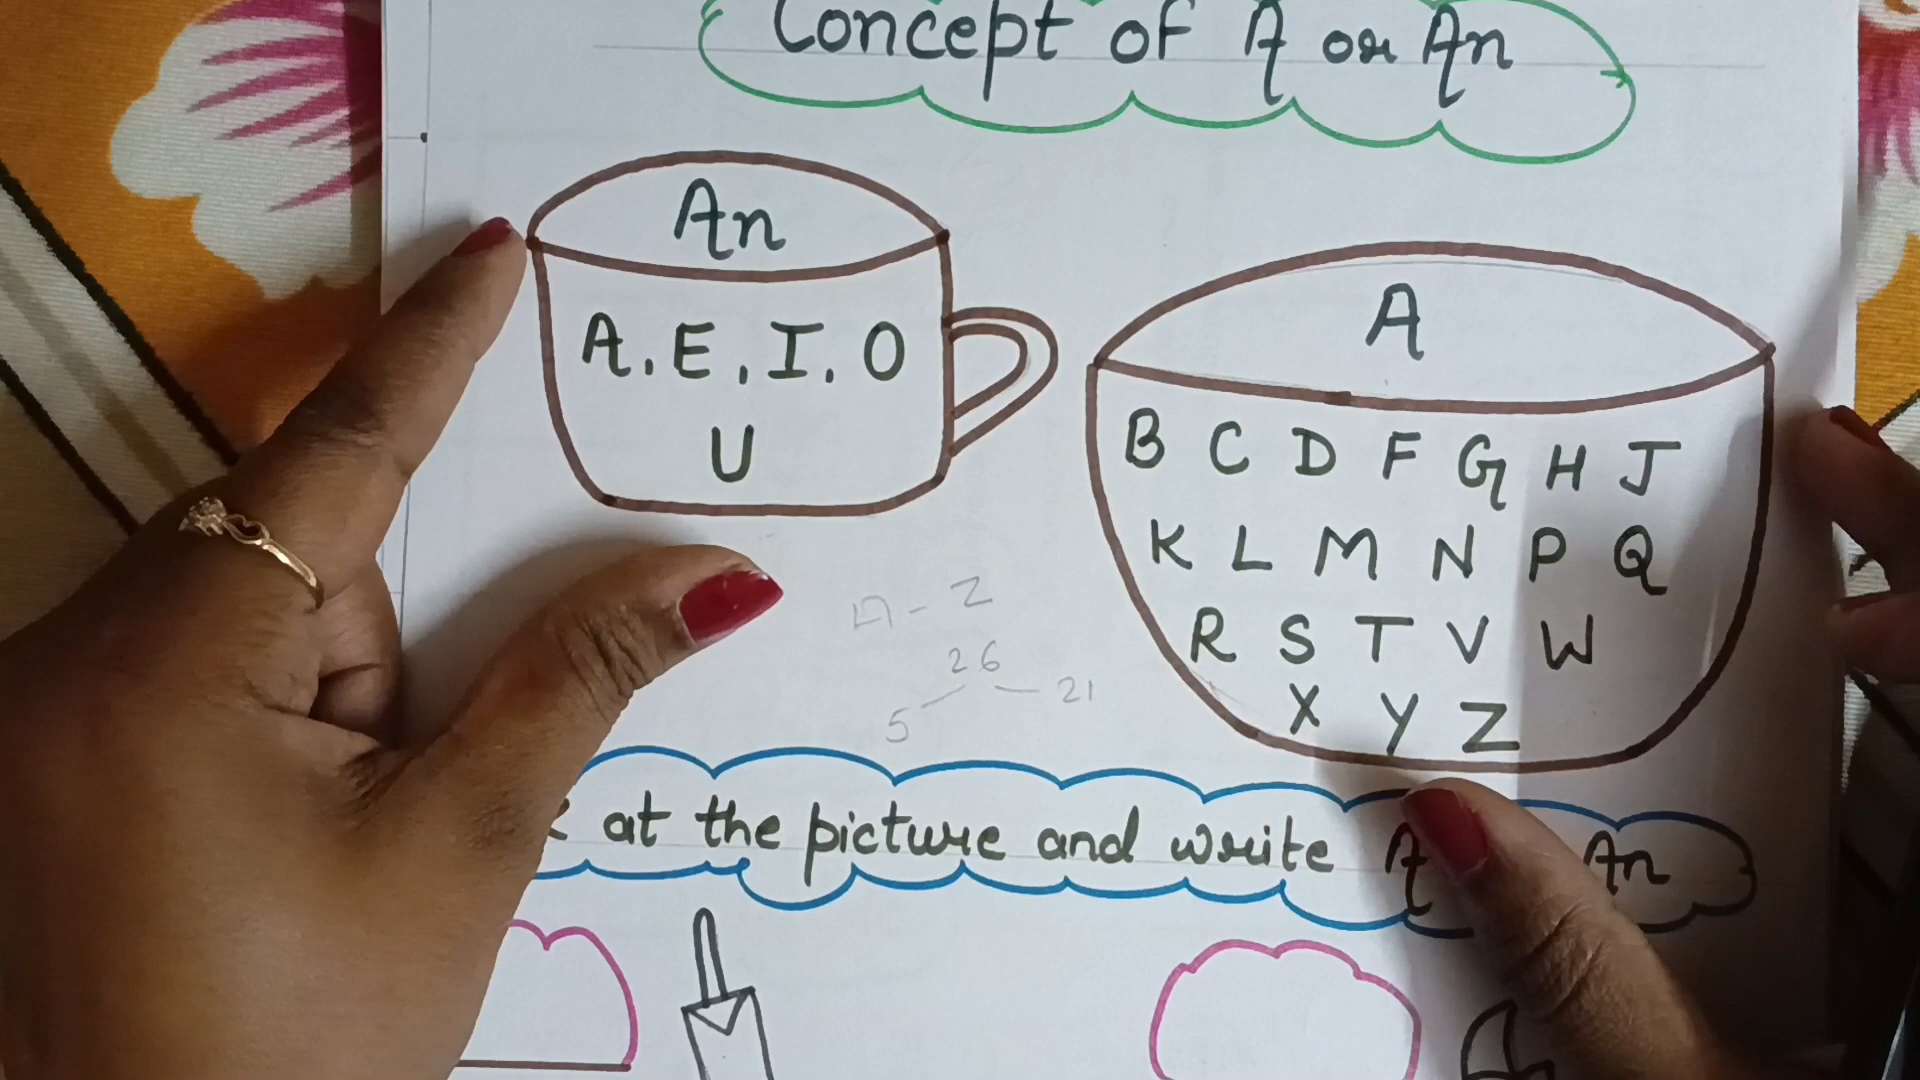 Concept of A or An
An
A, E, I, O
U
A
B C D F G H J
K L M N P Q
R S T V W
X Y Z
A - Z
26
5 21
at the picture and write A An